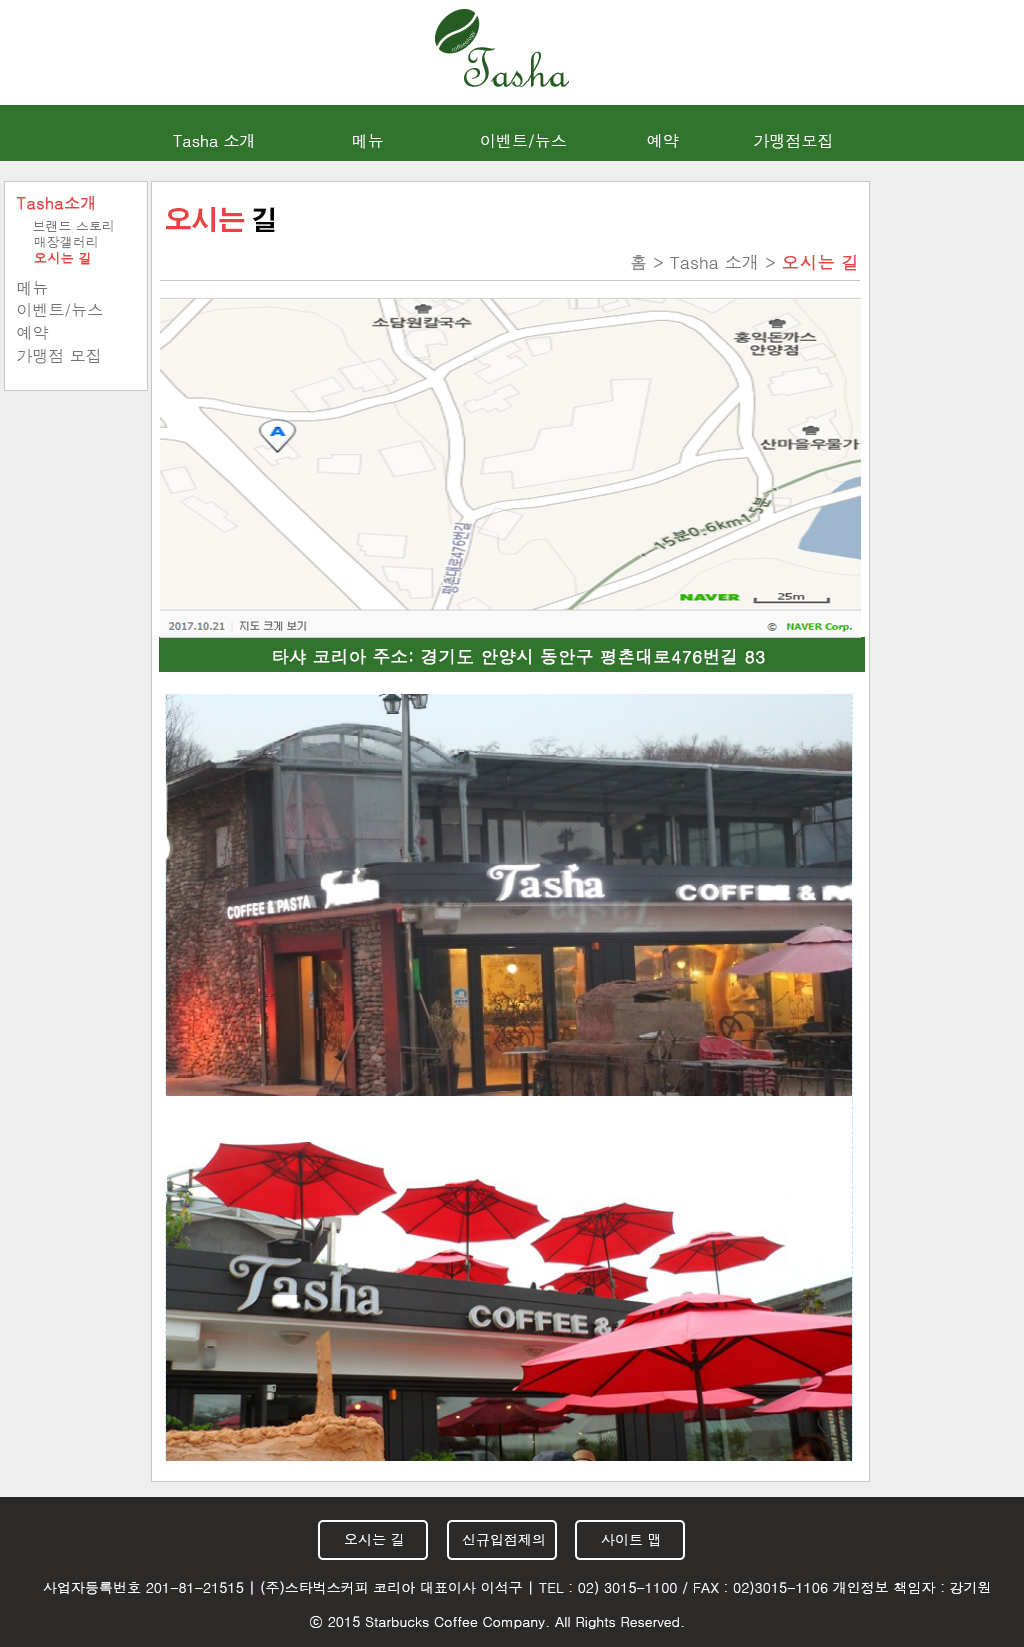 coffeeology
Tasha
Tasha 소개 메뉴 이벤트/뉴스 예약 가맹점모집
Tasha소개
브랜드 스토리
매장갤러리
오시는 길
메뉴
이벤트/뉴스
예약
가맹점 모집
오시는 길
홈 > Tasha 소개 > 오시는 길
소담원칼국수
홍익돈까스
안양점
산마을우물가
A
15분0.6km15분
평촌대로476번길
NAVER 25m
2017.10.21 | 지도 크게 보기 © NAVER Corp.
타샤 코리아 주소: 경기도 안양시 동안구 평촌대로476번길 83
COFFEE & PASTA
Tasha
COFFEE &
Tasha
COFFEE &
오시는 길 신규입점제의 사이트 맵
사업자등록번호 201-81-21515 | (주)스타벅스커피 코리아 대표이사 이석구 | TEL : 02) 3015-1100 / FAX : 02)3015-1106 개인정보 책임자 : 강기원
ⓒ 2015 Starbucks Coffee Company. All Rights Reserved.